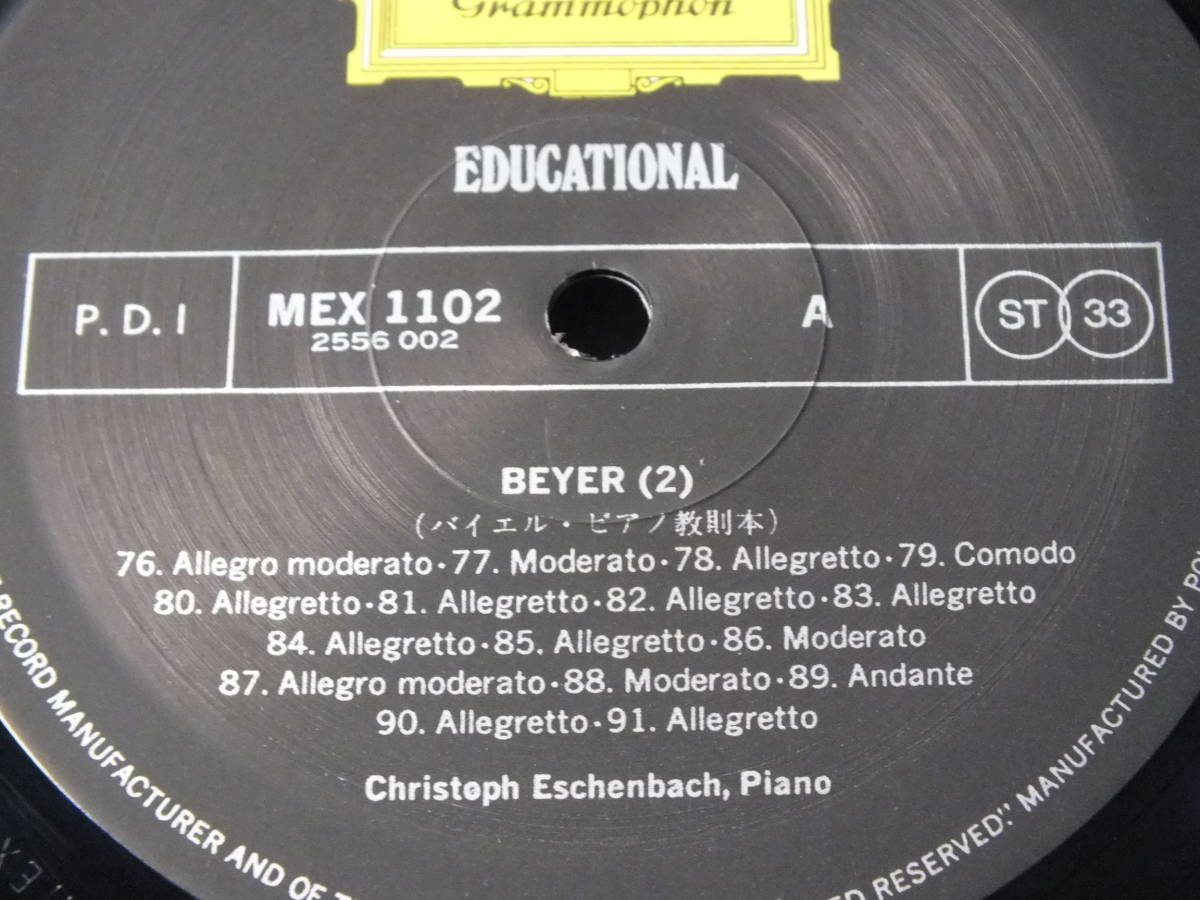 Grammophon
EDUCATIONAL
P. D. I
MEX 1102
2556 002
A
ST 33
BEYER (2)
(バイエル・ピアノ教則本)
76. Allegro moderato·77. Moderato·78. Allegretto·79. Comodo
80. Allegretto·81. Allegretto·82. Allegretto·83. Allegretto
84. Allegretto·85. Allegretto·86. Moderato
87. Allegro moderato·88. Moderato·89. Andante
90. Allegretto·91. Allegretto
Christoph Eschenbach, Piano
RECORD MANUFACTURER AND OF
RESERVED". MANUFACTURED BY